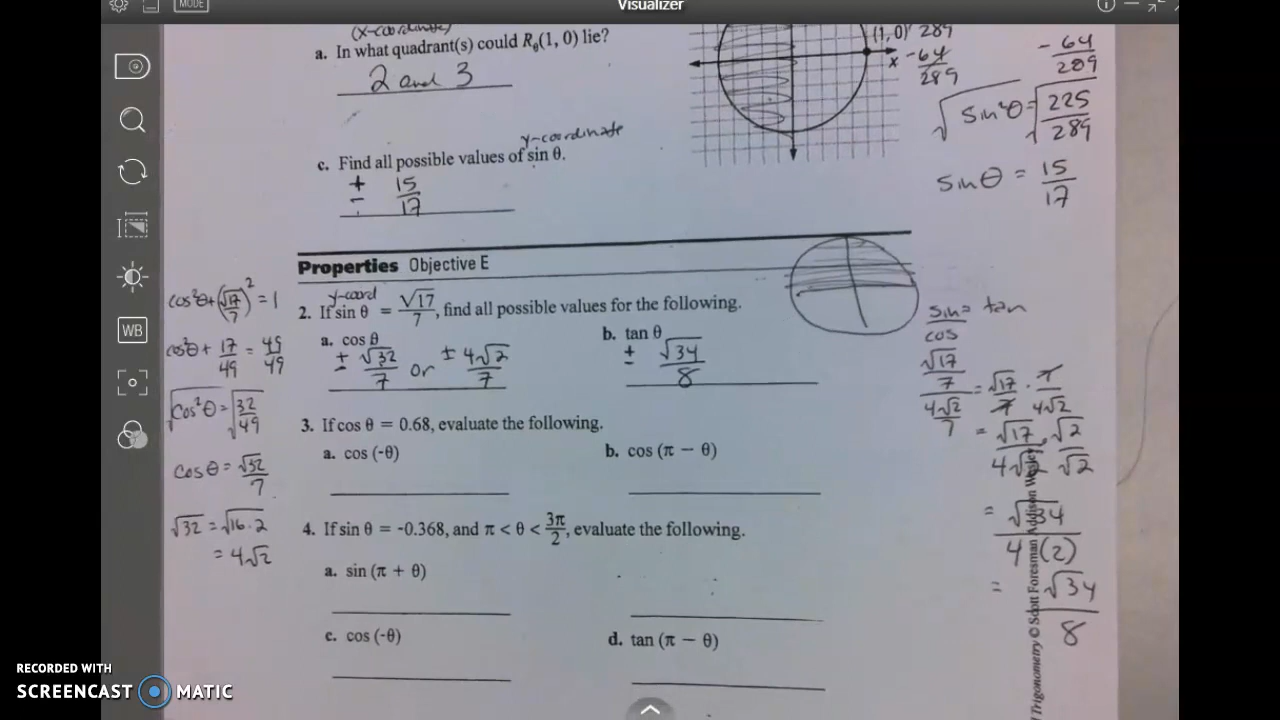 MODE
Visualizer
(x-coordinate)
a. In what quadrant(s) could R_θ(1, 0) lie?
2 and 3
(1, 0)
x
289
-64/289
- 64/289
√sin²θ = √225/289
sin θ = 15/17
y-coordinate
c. Find all possible values of sin θ.
± 15/17
Properties Objective E
y-coord
2. If sin θ = √17/7, find all possible values for the following.
a. cos θ
± √32/7 or ± 4√2/7
b. tan θ
± √34/8
3. If cos θ = 0.68, evaluate the following.
a. cos (-θ)
b. cos (π − θ)
4. If sin θ = -0.368, and π < θ < 3π/2, evaluate the following.
a. sin (π + θ)
c. cos (-θ)
d. tan (π − θ)
cos²θ + (√17/7)² = 1
cos²θ + 17/49 = 49/49
√cos²θ = √32/49
cos θ = √32/7
√32 = √16·2
= 4√2
sin/cos = tan
√17/7 / 4√2/7 = √17/7 · 7/4√2
= √17/4√2 · √2/√2
= √34/4(2)
= √34/8
Trigonometry © Scott Foresman Addison Wesley
WB
RECORDED WITH
SCREENCAST MATIC